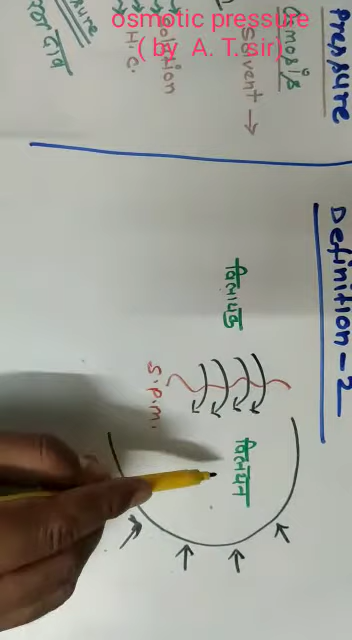 osmotic pressure
( by A. T. sir)
Pressure
Osmosis
Solvent →
Solution
H.C.
Definition-2
विलायक
S.P.M.
विलयन